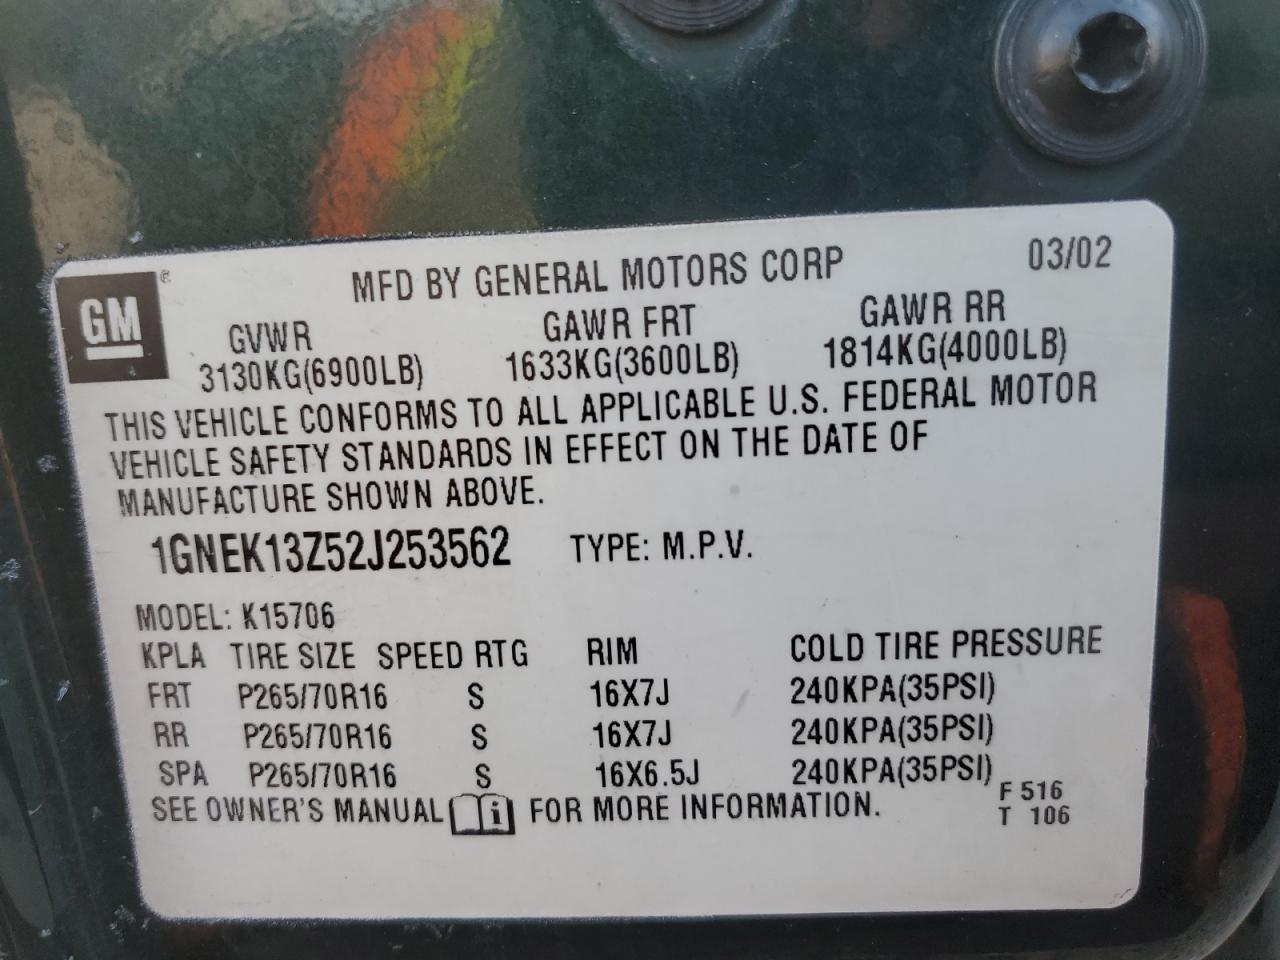 MFD BY GENERAL MOTORS CORP 03/02
GM®
GVWR GAWR FRT GAWR RR
3130KG(6900LB) 1633KG(3600LB) 1814KG(4000LB)
THIS VEHICLE CONFORMS TO ALL APPLICABLE U.S. FEDERAL MOTOR
VEHICLE SAFETY STANDARDS IN EFFECT ON THE DATE OF
MANUFACTURE SHOWN ABOVE.
1GNEK13Z52J253562 TYPE: M.P.V.
MODEL: K15706
KPLA TIRE SIZE SPEED RTG RIM COLD TIRE PRESSURE
FRT P265/70R16 S 16X7J 240KPA(35PSI)
RR P265/70R16 S 16X7J 240KPA(35PSI)
SPA P265/70R16 S 16X6.5J 240KPA(35PSI)
SEE OWNER'S MANUAL i FOR MORE INFORMATION.
F 516
T 106